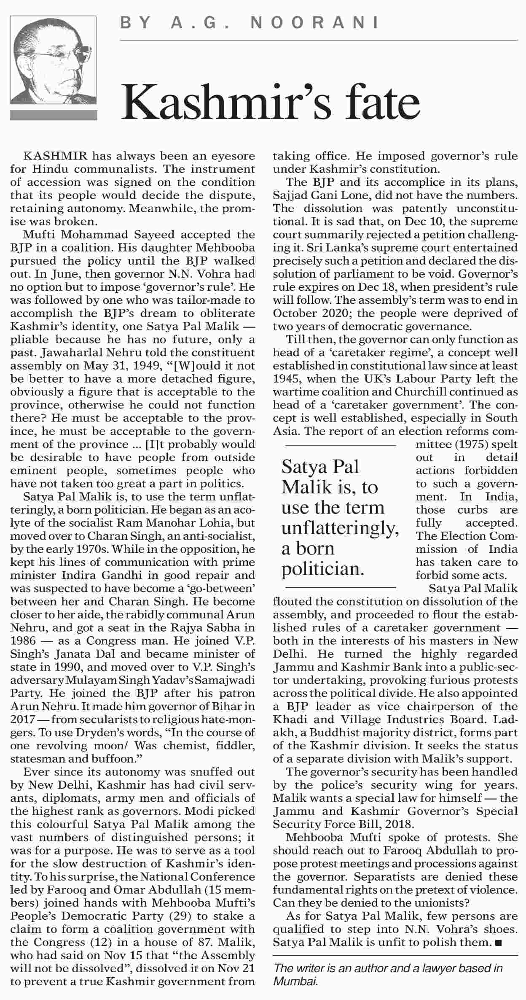 BY A.G. NOORANI
Kashmir's fate
KASHMIR has always been an eyesore
for Hindu communalists. The instrument
of accession was signed on the condition
that its people would decide the dispute,
retaining autonomy. Meanwhile, the prom-
ise was broken.
Mufti Mohammad Sayeed accepted the
BJP in a coalition. His daughter Mehbooba
pursued the policy until the BJP walked
out. In June, then governor N.N. Vohra had
no option but to impose ‘governor’s rule’. He
was followed by one who was tailor-made to
accomplish the BJP’s dream to obliterate
Kashmir’s identity, one Satya Pal Malik —
pliable because he has no future, only a
past. Jawaharlal Nehru told the constituent
assembly on May 31, 1949, “[W]ould it not
be better to have a more detached figure,
obviously a figure that is acceptable to the
province, otherwise he could not function
there? He must be acceptable to the prov-
ince, he must be acceptable to the govern-
ment of the province ... [I]t probably would
be desirable to have people from outside
eminent people, sometimes people who
have not taken too great a part in politics.
Satya Pal Malik is, to use the term unflat-
teringly, a born politician. He began as an aco-
lyte of the socialist Ram Manohar Lohia, but
moved over to Charan Singh, an anti-socialist,
by the early 1970s. While in the opposition, he
kept his lines of communication with prime
minister Indira Gandhi in good repair and
was suspected to have become a ‘go-between’
between her and Charan Singh. He become
closer to her aide, the rabidly communal Arun
Nehru, and got a seat in the Rajya Sabha in
1986 — as a Congress man. He joined V.P.
Singh’s Janata Dal and became minister of
state in 1990, and moved over to V.P. Singh’s
adversary Mulayam Singh Yadav’s Samajwadi
Party. He joined the BJP after his patron
Arun Nehru. It made him governor of Bihar in
2017 — from secularists to religious hate-mon-
gers. To use Dryden’s words, “In the course of
one revolving moon/ Was chemist, fiddler,
statesman and buffoon.”
Ever since its autonomy was snuffed out
by New Delhi, Kashmir has had civil serv-
ants, diplomats, army men and officials of
the highest rank as governors. Modi picked
this colourful Satya Pal Malik among the
vast numbers of distinguished persons; it
was for a purpose. He was to serve as a tool
for the slow destruction of Kashmir’s iden-
tity. To his surprise, the National Conference
led by Farooq and Omar Abdullah (15 mem-
bers) joined hands with Mehbooba Mufti’s
People’s Democratic Party (29) to stake a
claim to form a coalition government with
the Congress (12) in a house of 87. Malik,
who had said on Nov 15 that “the Assembly
will not be dissolved”, dissolved it on Nov 21
to prevent a true Kashmir government from
taking office. He imposed governor’s rule
under Kashmir’s constitution.
The BJP and its accomplice in its plans,
Sajjad Gani Lone, did not have the numbers.
The dissolution was patently unconstitu-
tional. It is sad that, on Dec 10, the supreme
court summarily rejected a petition challeng-
ing it. Sri Lanka’s supreme court entertained
precisely such a petition and declared the dis-
solution of parliament to be void. Governor’s
rule expires on Dec 18, when president’s rule
will follow. The assembly’s term was to end in
October 2020; the people were deprived of
two years of democratic governance.
Till then, the governor can only function as
head of a ‘caretaker regime’, a concept well
established in constitutional law since at least
1945, when the UK’s Labour Party left the
wartime coalition and Churchill continued as
head of a ‘caretaker government’. The con-
cept is well established, especially in South
Asia. The report of an election reforms com-
mittee (1975) spelt
out in detail
actions forbidden
to such a govern-
ment. In India,
those curbs are
fully accepted.
The Election Com-
mission of India
has taken care to
forbid some acts.
Satya Pal
Malik is, to
use the term
unflatteringly,
a born
politician.
Satya Pal Malik
flouted the constitution on dissolution of the
assembly, and proceeded to flout the estab-
lished rules of a caretaker government —
both in the interests of his masters in New
Delhi. He turned the highly regarded
Jammu and Kashmir Bank into a public-sec-
tor undertaking, provoking furious protests
across the political divide. He also appointed
a BJP leader as vice chairperson of the
Khadi and Village Industries Board. Lad-
akh, a Buddhist majority district, forms part
of the Kashmir division. It seeks the status
of a separate division with Malik’s support.
The governor’s security has been handled
by the police’s security wing for years.
Malik wants a special law for himself — the
Jammu and Kashmir Governor’s Special
Security Force Bill, 2018.
Mehbooba Mufti spoke of protests. She
should reach out to Farooq Abdullah to pro-
pose protest meetings and processions against
the governor. Separatists are denied these
fundamental rights on the pretext of violence.
Can they be denied to the unionists?
As for Satya Pal Malik, few persons are
qualified to step into N.N. Vohra’s shoes.
Satya Pal Malik is unfit to polish them. ■
The writer is an author and a lawyer based in
Mumbai.